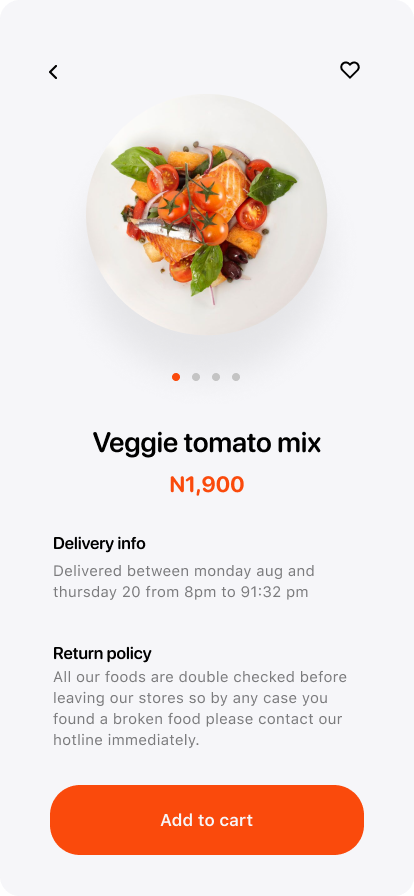 Veggie tomato mix
N1,900
Delivery info
Delivered between monday aug and
thursday 20 from 8pm to 91:32 pm
Return policy
All our foods are double checked before
leaving our stores so by any case you
found a broken food please contact our
hotline immediately.
Add to cart